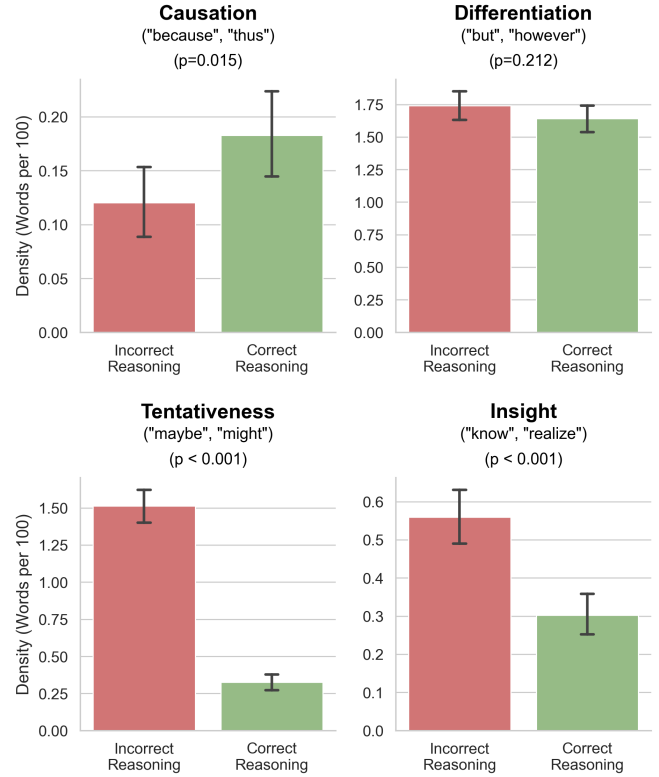 Causation
("because", "thus")
(p=0.015)
Density (Words per 100)
0.20
0.15
0.10
0.05
0.00
Incorrect
Reasoning
Correct
Reasoning
Differentiation
("but", "however")
(p=0.212)
1.75
1.50
1.25
1.00
0.75
0.50
0.25
0.00
Incorrect
Reasoning
Correct
Reasoning
Tentativeness
("maybe", "might")
(p < 0.001)
Density (Words per 100)
1.50
1.25
1.00
0.75
0.50
0.25
0.00
Incorrect
Reasoning
Correct
Reasoning
Insight
("know", "realize")
(p < 0.001)
0.6
0.5
0.4
0.3
0.2
0.1
0.0
Incorrect
Reasoning
Correct
Reasoning